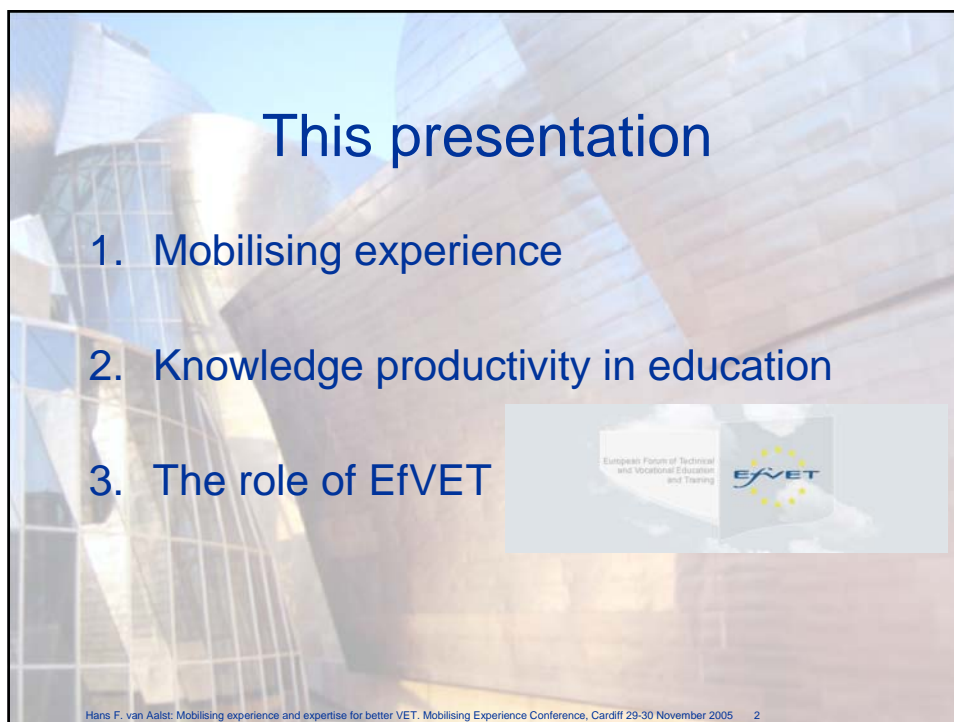 This presentation
1. Mobilising experience
2. Knowledge productivity in education
3. The role of EfVET
European Forum of Technical
and Vocational Education
and Training
EfVET
Hans F. van Aalst: Mobilising experience and expertise for better VET. Mobilising Experience Conference, Cardiff 29-30 November 2005 2